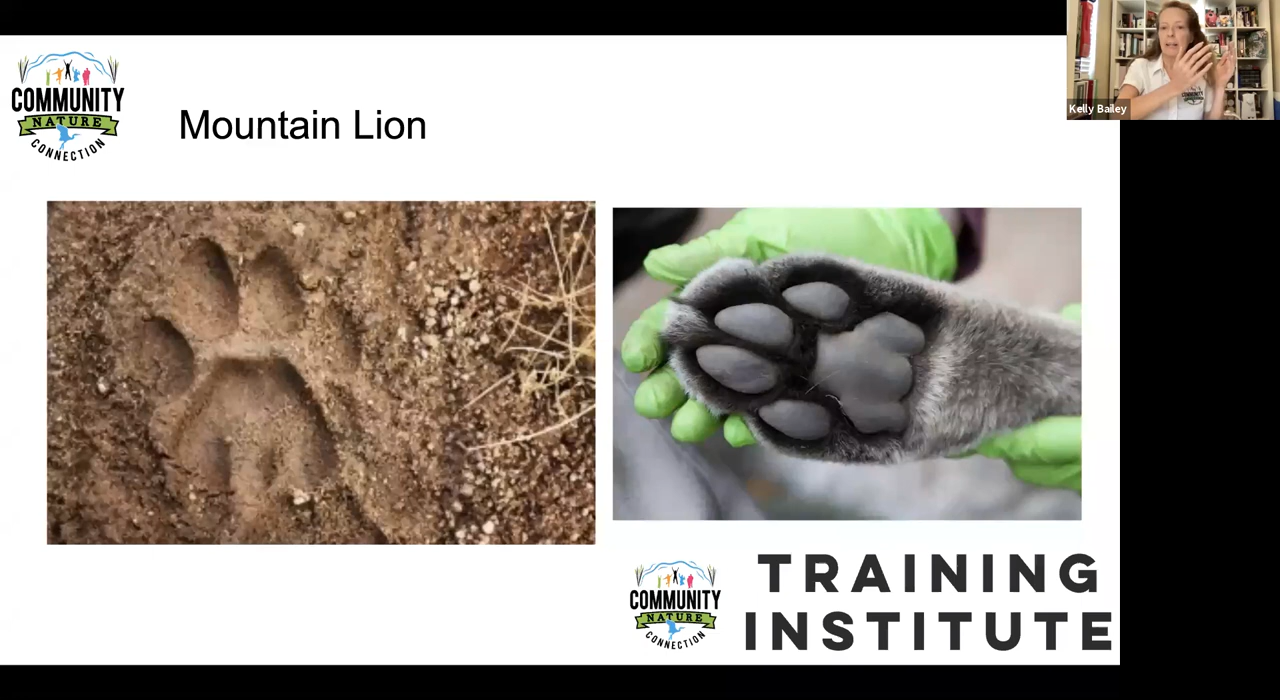 COMMUNITY
NATURE
CONNECTION
Mountain Lion
Kelly Bailey
COMMUNITY
NATURE
CONNECTION
TRAINING
INSTITUTE